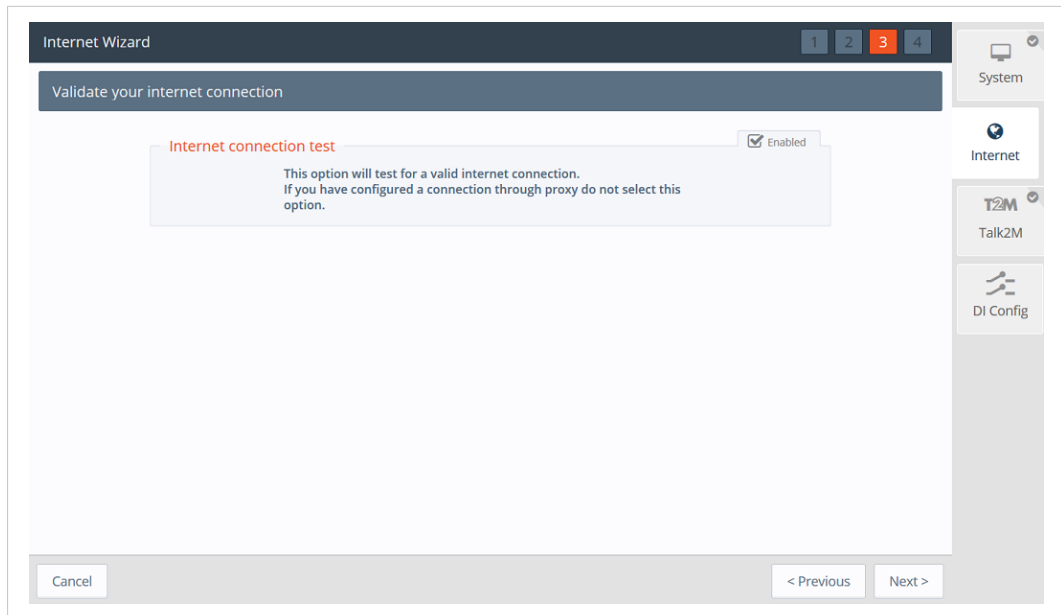 Internet Wizard
1 2 3 4
Validate your internet connection
Internet connection test
Enabled
This option will test for a valid internet connection.
If you have configured a connection through proxy do not select this
option.
System
Internet
T2M
Talk2M
DI Config
Cancel
< Previous
Next >